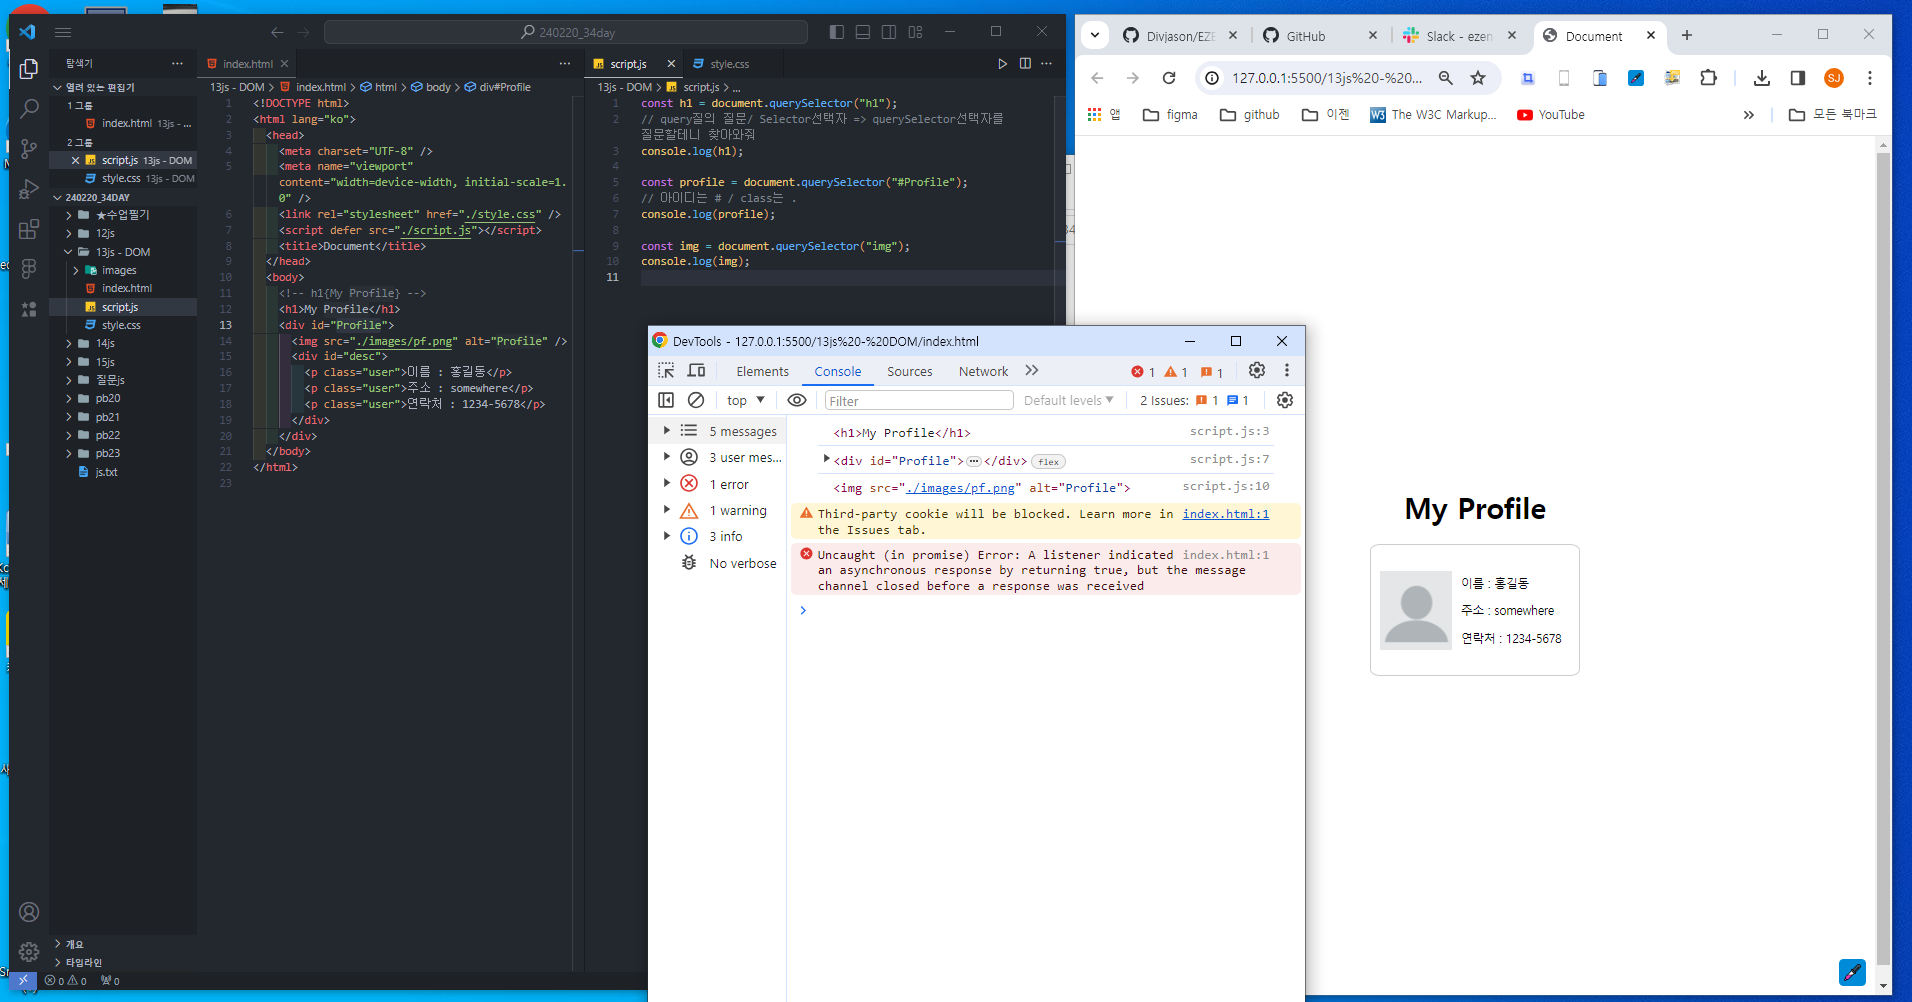 240220_34day
탐색기
열려 있는 편집기
1 그룹
index.html 13js - ...
2 그룹
script.js 13js - DOM
style.css 13js - DOM
240220_34DAY
★수업필기
12js
13js - DOM
images
index.html
script.js
style.css
14js
15js
질문js
pb20
pb21
pb22
pb23
js.txt
개요
타임라인
0 0 0
index.html
13js - DOM > index.html > html > body > div#Profile
1 <!DOCTYPE html>
2 <html lang="ko">
3 <head>
4 <meta charset="UTF-8" />
5 <meta name="viewport"
content="width=device-width, initial-scale=1.
0" />
6 <link rel="stylesheet" href="./style.css" />
7 <script defer src="./script.js"></script>
8 <title>Document</title>
9 </head>
10 <body>
11 <!-- h1{My Profile} -->
12 <h1>My Profile</h1>
13 <div id="Profile">
14 <img src="./images/pf.png" alt="Profile" />
15 <div id="desc">
16 <p class="user">이름 : 홍길동</p>
17 <p class="user">주소 : somewhere</p>
18 <p class="user">연락처 : 1234-5678</p>
19 </div>
20 </div>
21 </body>
22 </html>
23
script.js
style.css
13js - DOM > script.js > ...
1 const h1 = document.querySelector("h1");
2 // query질의 질문/ Selector선택자 => querySelector선택자를
질문할테니 찾아와줘
3 console.log(h1);
4
5 const profile = document.querySelector("#Profile");
6 // 아이디는 # / class는 .
7 console.log(profile);
8
9 const img = document.querySelector("img");
10 console.log(img);
11
DevTools - 127.0.0.1:5500/13js%20-%20DOM/index.html
Elements Console Sources Network 1 1 1
top Filter Default levels 2 Issues: 1 1
5 messages
3 user mes...
1 error
1 warning
3 info
No verbose
<h1>My Profile</h1> script.js:3
<div id="Profile">…</div> flex script.js:7
<img src="./images/pf.png" alt="Profile"> script.js:10
Third-party cookie will be blocked. Learn more in index.html:1
the Issues tab.
Uncaught (in promise) Error: A listener indicated index.html:1
an asynchronous response by returning true, but the message
channel closed before a response was received
Divjason/EZE
GitHub
Slack - ezen
Document
127.0.0.1:5500/13js%20-%20...
SJ
앱
figma
github
이젠
W3 The W3C Markup...
YouTube
모든 북마크
My Profile
이름 : 홍길동
주소 : somewhere
연락처 : 1234-5678